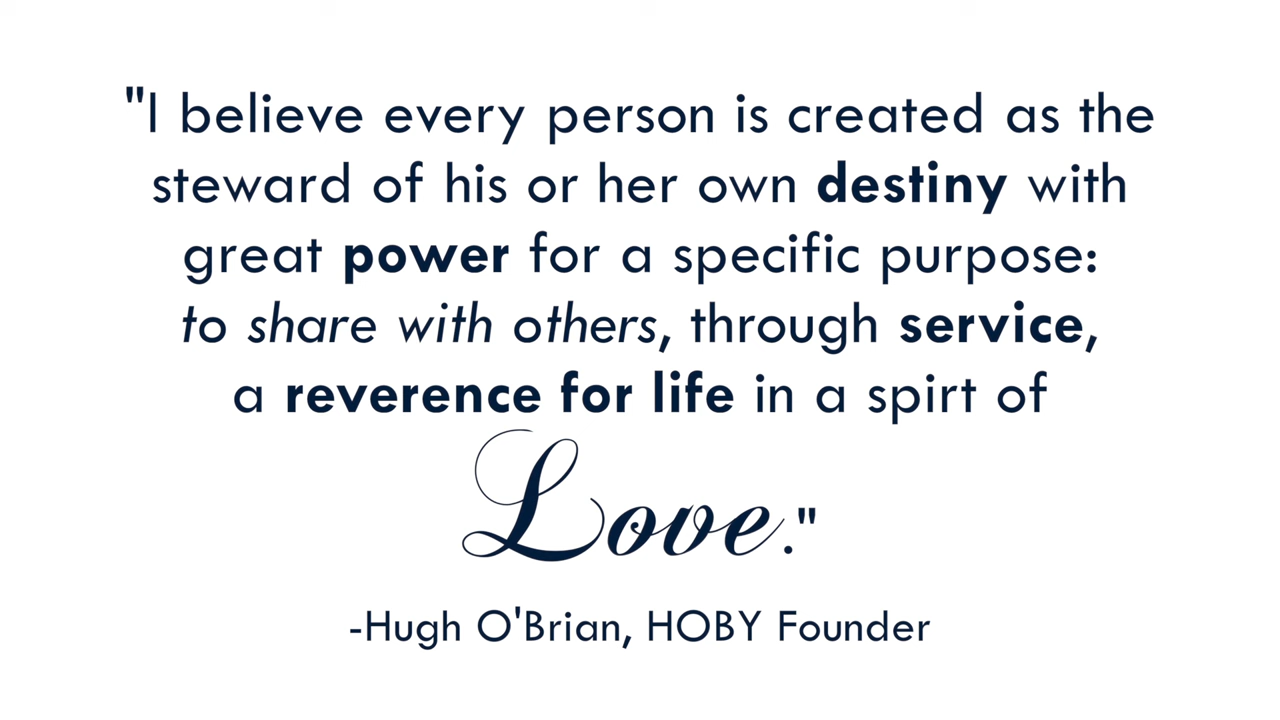 "I believe every person is created as the
steward of his or her own destiny with
great power for a specific purpose:
to share with others, through service,
a reverence for life in a spirt of
Love."
-Hugh O'Brian, HOBY Founder